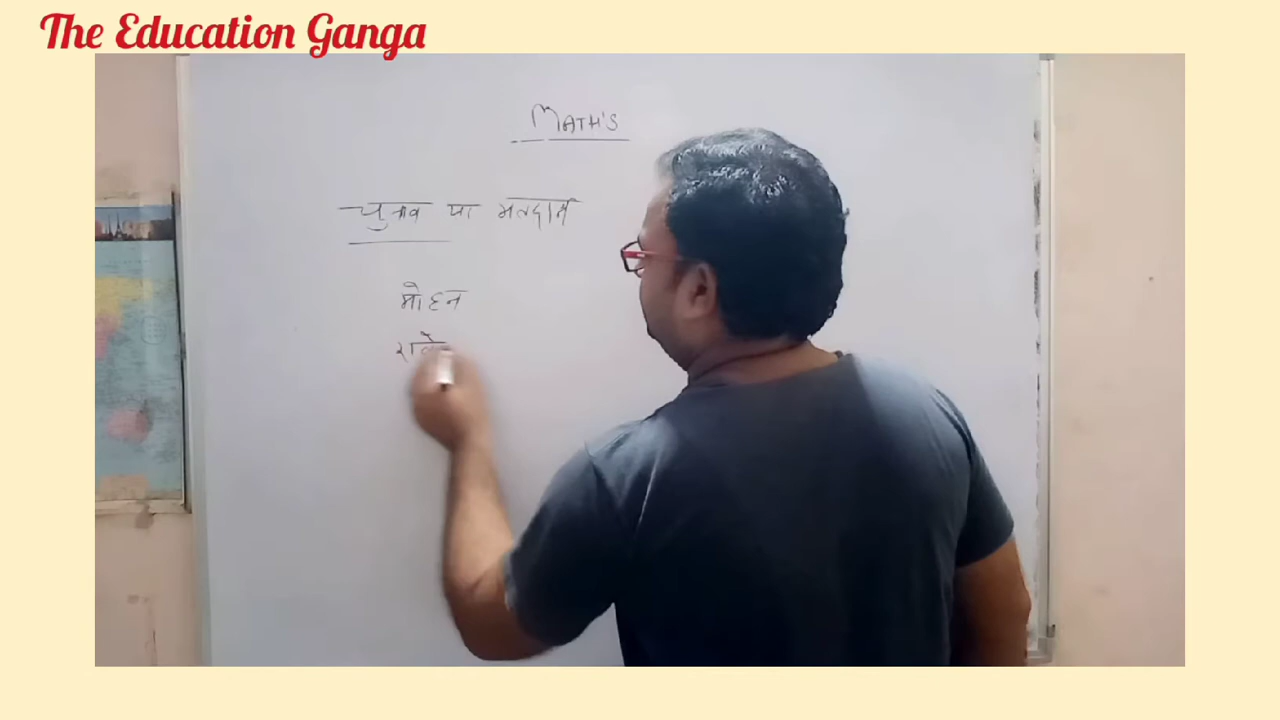 The Education Ganga
MATH'S
चुनाव या मतदान
मोहन